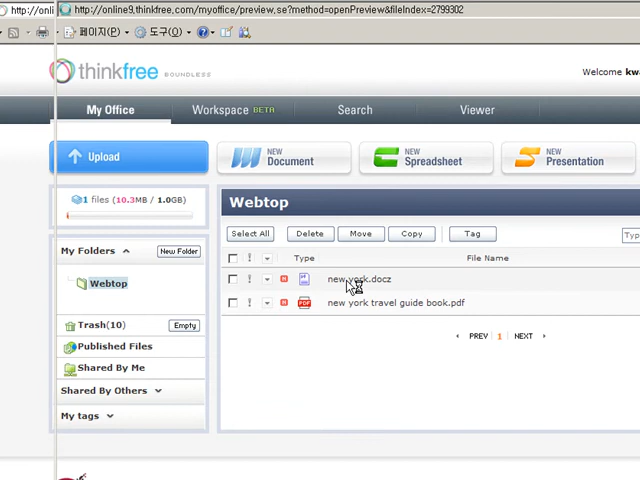 http://onli
http://online9.thinkfree.com/myoffice/preview.se?method=openPreview&fileIndex=2799302
페이지(P) 도구(O)
thinkfree BOUNDLESS
Welcome kw
My Office Workspace BETA Search Viewer
Upload
NEW Document
NEW Spreadsheet
NEW Presentation
1 files (10.3MB / 1.0GB)
Webtop
Select All Delete Move Copy Tag Typ
My Folders New Folder
! Type File Name
Webtop
! new york.docz
! new york travel guide book.pdf
Trash(10) Empty
PREV 1 NEXT
Published Files
Shared By Me
Shared By Others
My tags